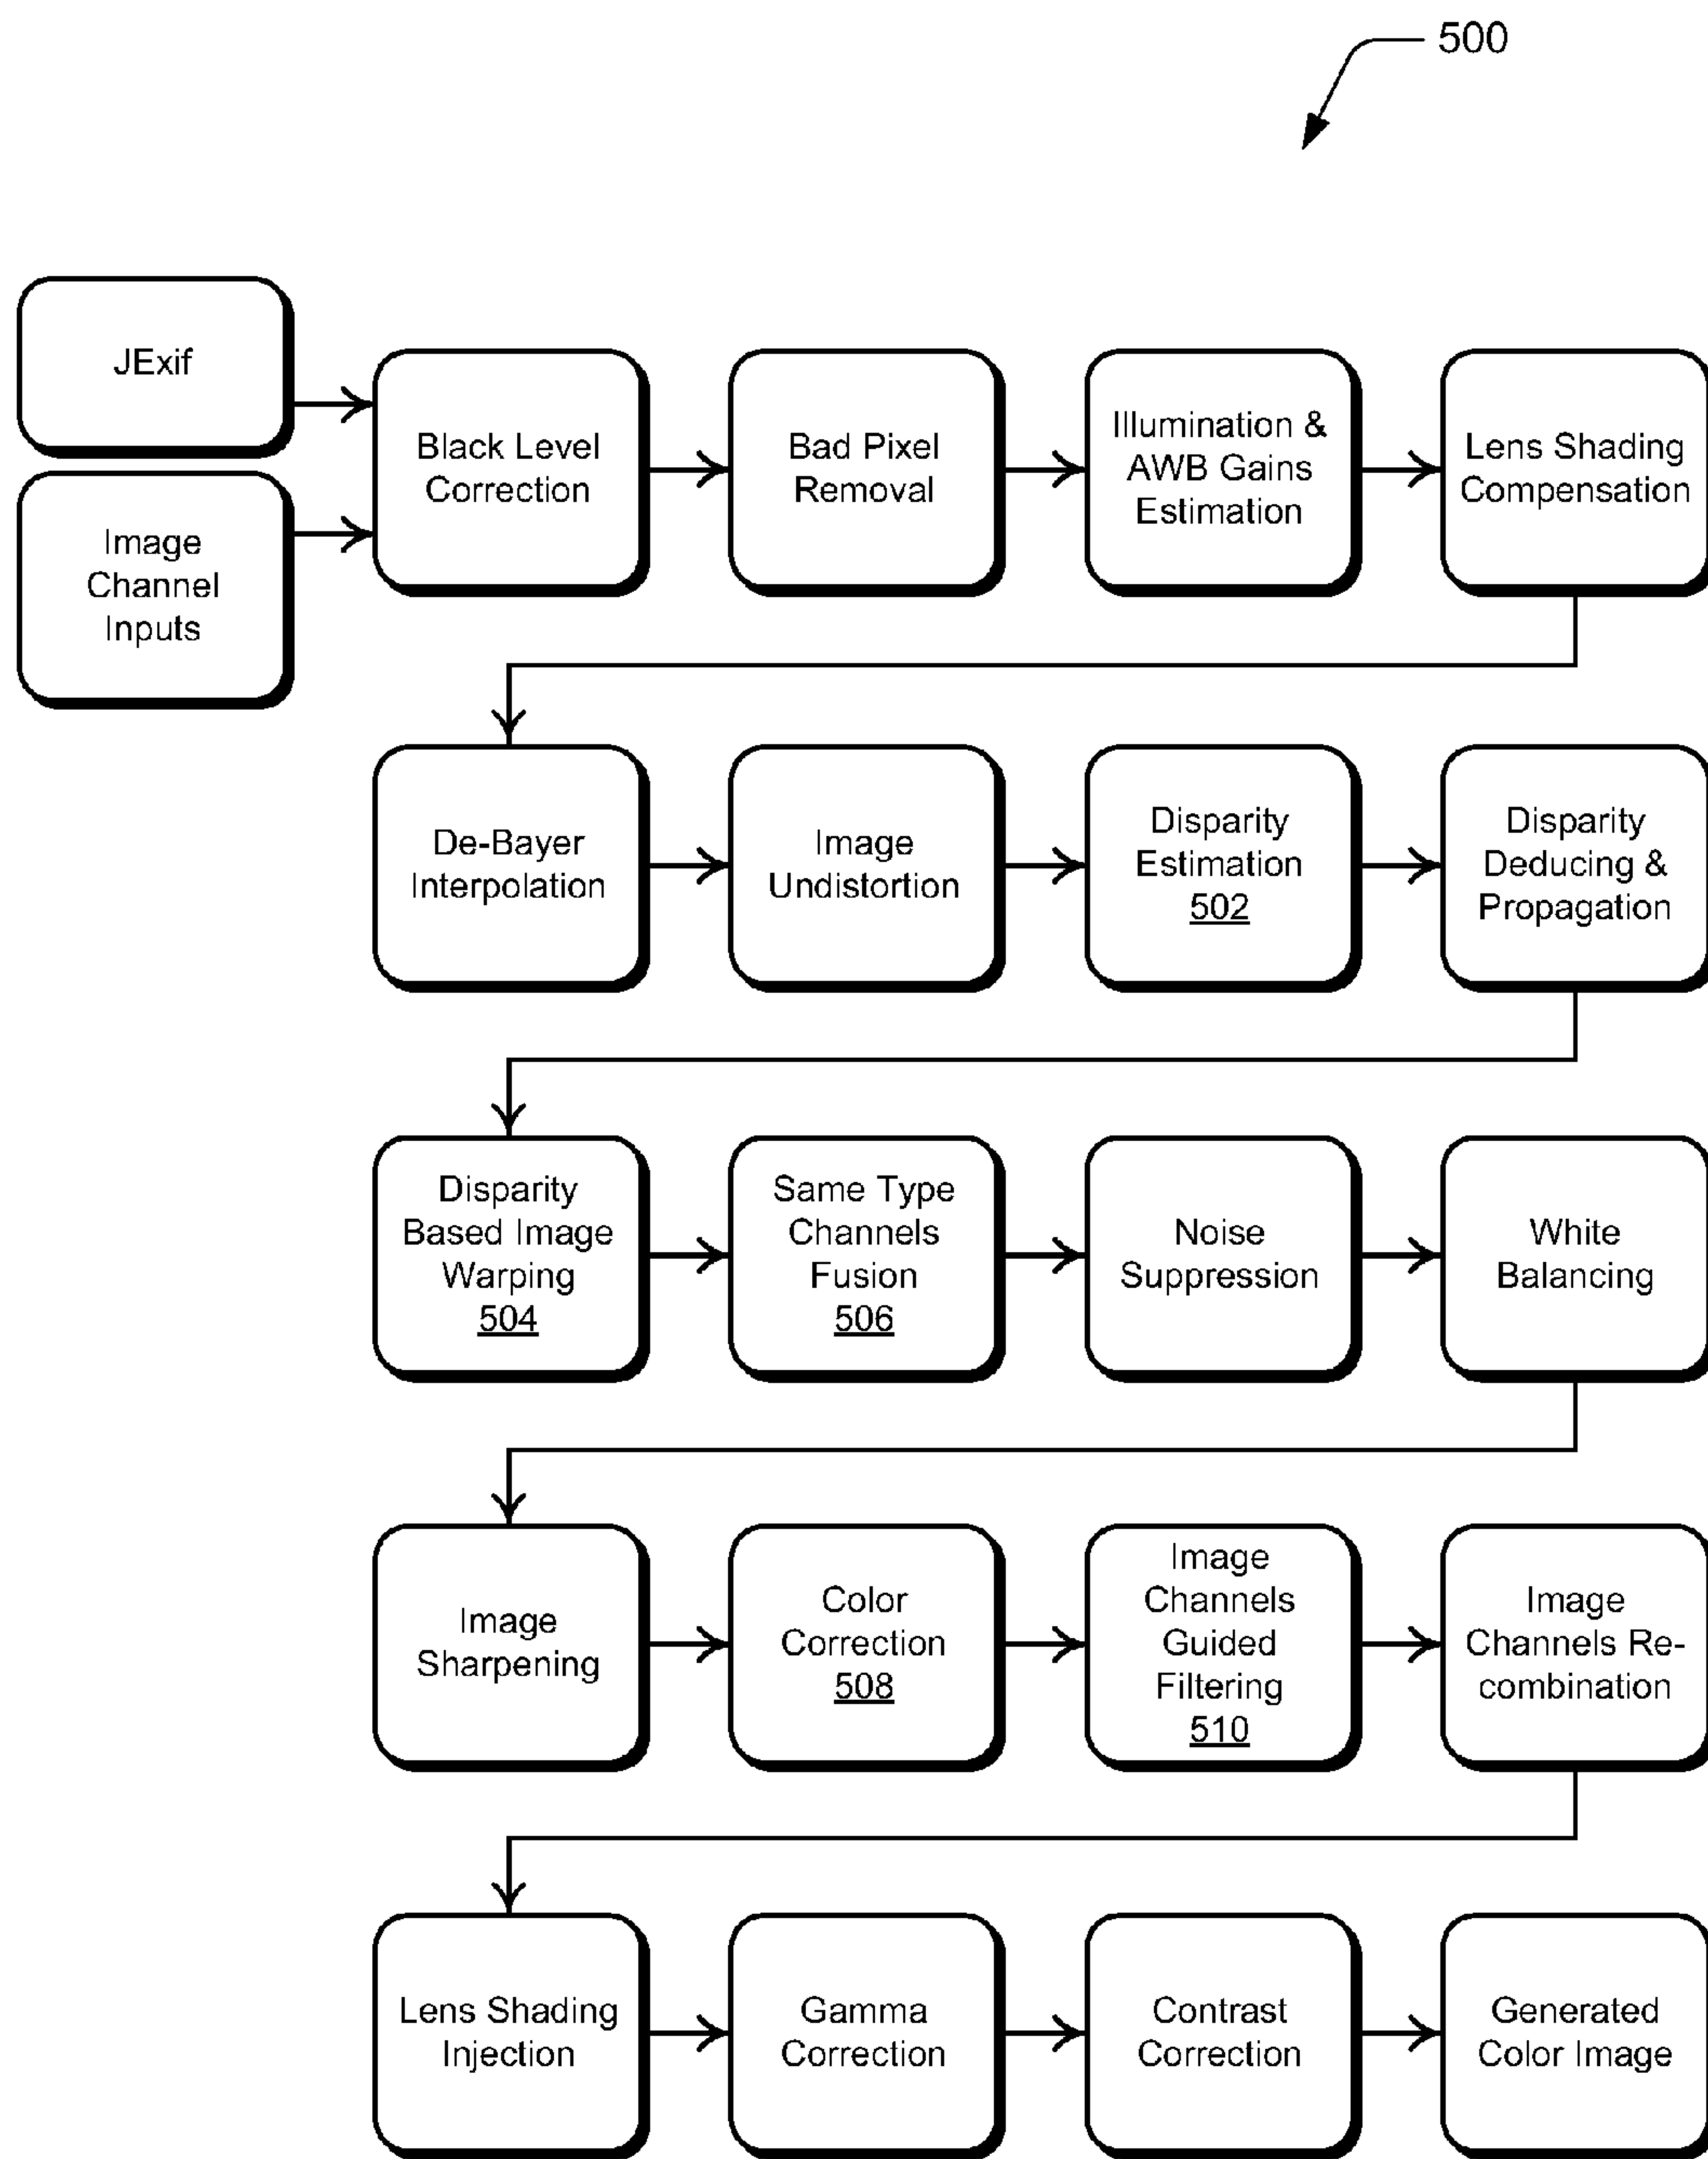 500
JExif
Image
Channel
Inputs
Black Level
Correction
Bad Pixel
Removal
Illumination &
AWB Gains
Estimation
Lens Shading
Compensation
De-Bayer
Interpolation
Image
Undistortion
Disparity
Estimation
502
Disparity
Deducing &
Propagation
Disparity
Based Image
Warping
504
Same Type
Channels
Fusion
506
Noise
Suppression
White
Balancing
Image
Sharpening
Color
Correction
508
Image
Channels
Guided
Filtering
510
Image
Channels Re-
combination
Lens Shading
Injection
Gamma
Correction
Contrast
Correction
Generated
Color Image